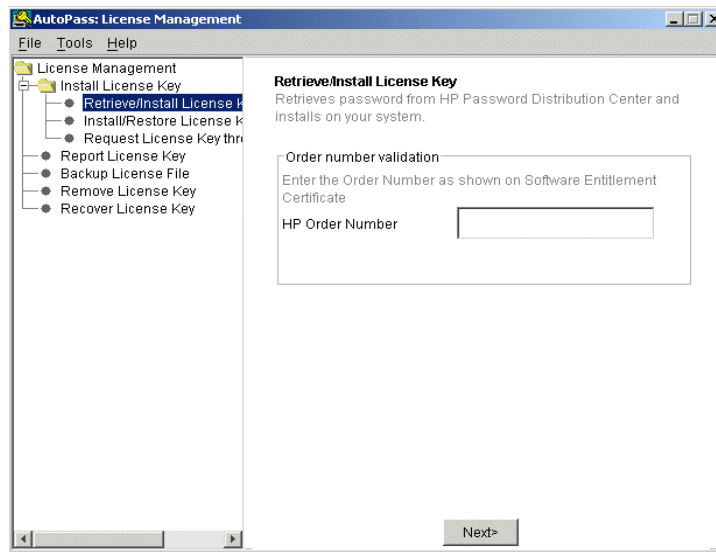 AutoPass: License Management
File Tools Help
License Management
Install License Key
Retrieve/Install License K
Install/Restore License K
Request License Key thr
Report License Key
Backup License File
Remove License Key
Recover License Key
Retrieve/Install License Key
Retrieves password from HP Password Distribution Center and
installs on your system.
Order number validation
Enter the Order Number as shown on Software Entitlement
Certificate
HP Order Number
Next>